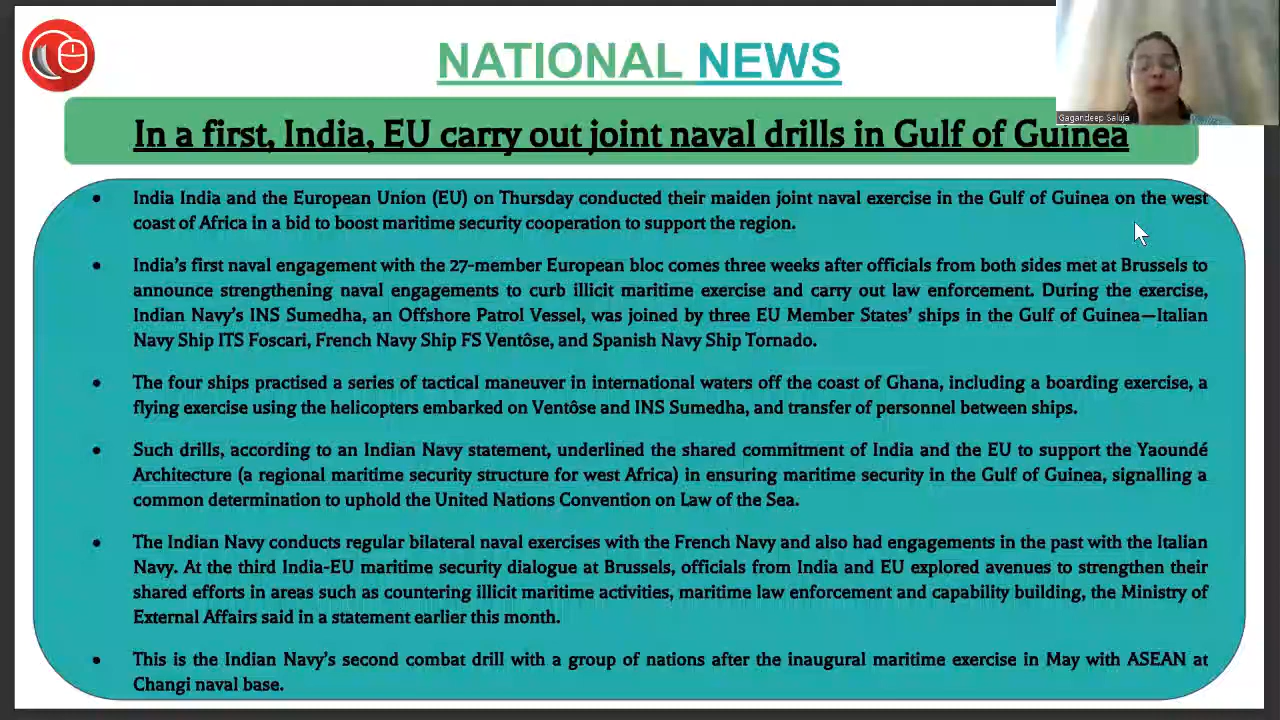 NATIONAL NEWS
Gagandeep Saluja
In a first, India, EU carry out joint naval drills in Gulf of Guinea
• India India and the European Union (EU) on Thursday conducted their maiden joint naval exercise in the Gulf of Guinea on the west
coast of Africa in a bid to boost maritime security cooperation to support the region.
• India's first naval engagement with the 27-member European bloc comes three weeks after officials from both sides met at Brussels to
announce strengthening naval engagements to curb illicit maritime exercise and carry out law enforcement. During the exercise,
Indian Navy's INS Sumedha, an Offshore Patrol Vessel, was joined by three EU Member States' ships in the Gulf of Guinea—Italian
Navy Ship ITS Foscari, French Navy Ship FS Ventôse, and Spanish Navy Ship Tornado.
• The four ships practised a series of tactical maneuver in international waters off the coast of Ghana, including a boarding exercise, a
flying exercise using the helicopters embarked on Ventôse and INS Sumedha, and transfer of personnel between ships.
• Such drills, according to an Indian Navy statement, underlined the shared commitment of India and the EU to support the Yaoundé
Architecture (a regional maritime security structure for west Africa) in ensuring maritime security in the Gulf of Guinea, signalling a
common determination to uphold the United Nations Convention on Law of the Sea.
• The Indian Navy conducts regular bilateral naval exercises with the French Navy and also had engagements in the past with the Italian
Navy. At the third India-EU maritime security dialogue at Brussels, officials from India and EU explored avenues to strengthen their
shared efforts in areas such as countering illicit maritime activities, maritime law enforcement and capability building, the Ministry of
External Affairs said in a statement earlier this month.
• This is the Indian Navy's second combat drill with a group of nations after the inaugural maritime exercise in May with ASEAN at
Changi naval base.